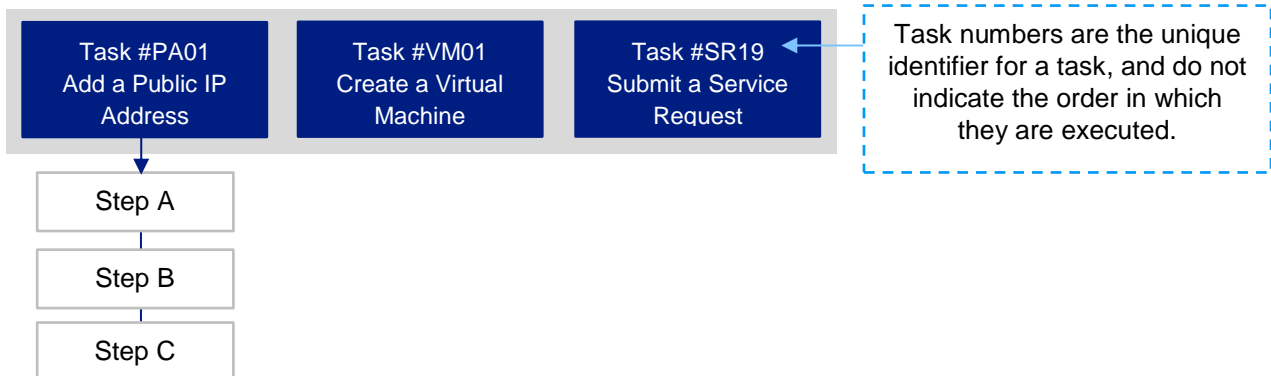 Task #PA01
Add a Public IP
Address
Task #VM01
Create a Virtual
Machine
Task #SR19
Submit a Service
Request
Task numbers are the unique
identifier for a task, and do not
indicate the order in which
they are executed.
Step A
Step B
Step C